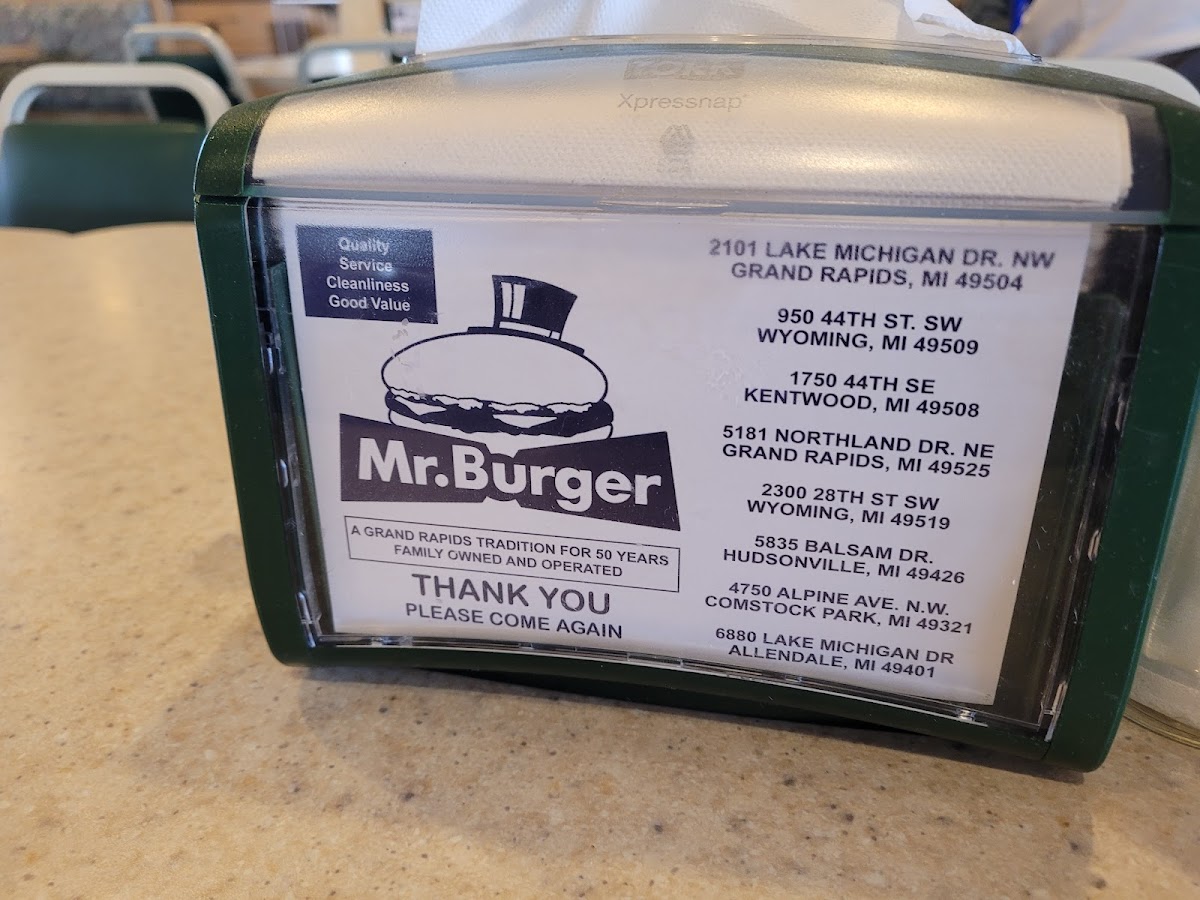 TORK
Xpressnap®
Quality
Service
Cleanliness
Good Value
Mr.Burger
A GRAND RAPIDS TRADITION FOR 50 YEARS
FAMILY OWNED AND OPERATED
THANK YOU
PLEASE COME AGAIN
2101 LAKE MICHIGAN DR. NW
GRAND RAPIDS, MI 49504
950 44TH ST. SW
WYOMING, MI 49509
1750 44TH SE
KENTWOOD, MI 49508
5181 NORTHLAND DR. NE
GRAND RAPIDS, MI 49525
2300 28TH ST SW
WYOMING, MI 49519
5835 BALSAM DR.
HUDSONVILLE, MI 49426
4750 ALPINE AVE. N.W.
COMSTOCK PARK, MI 49321
6880 LAKE MICHIGAN DR
ALLENDALE, MI 49401